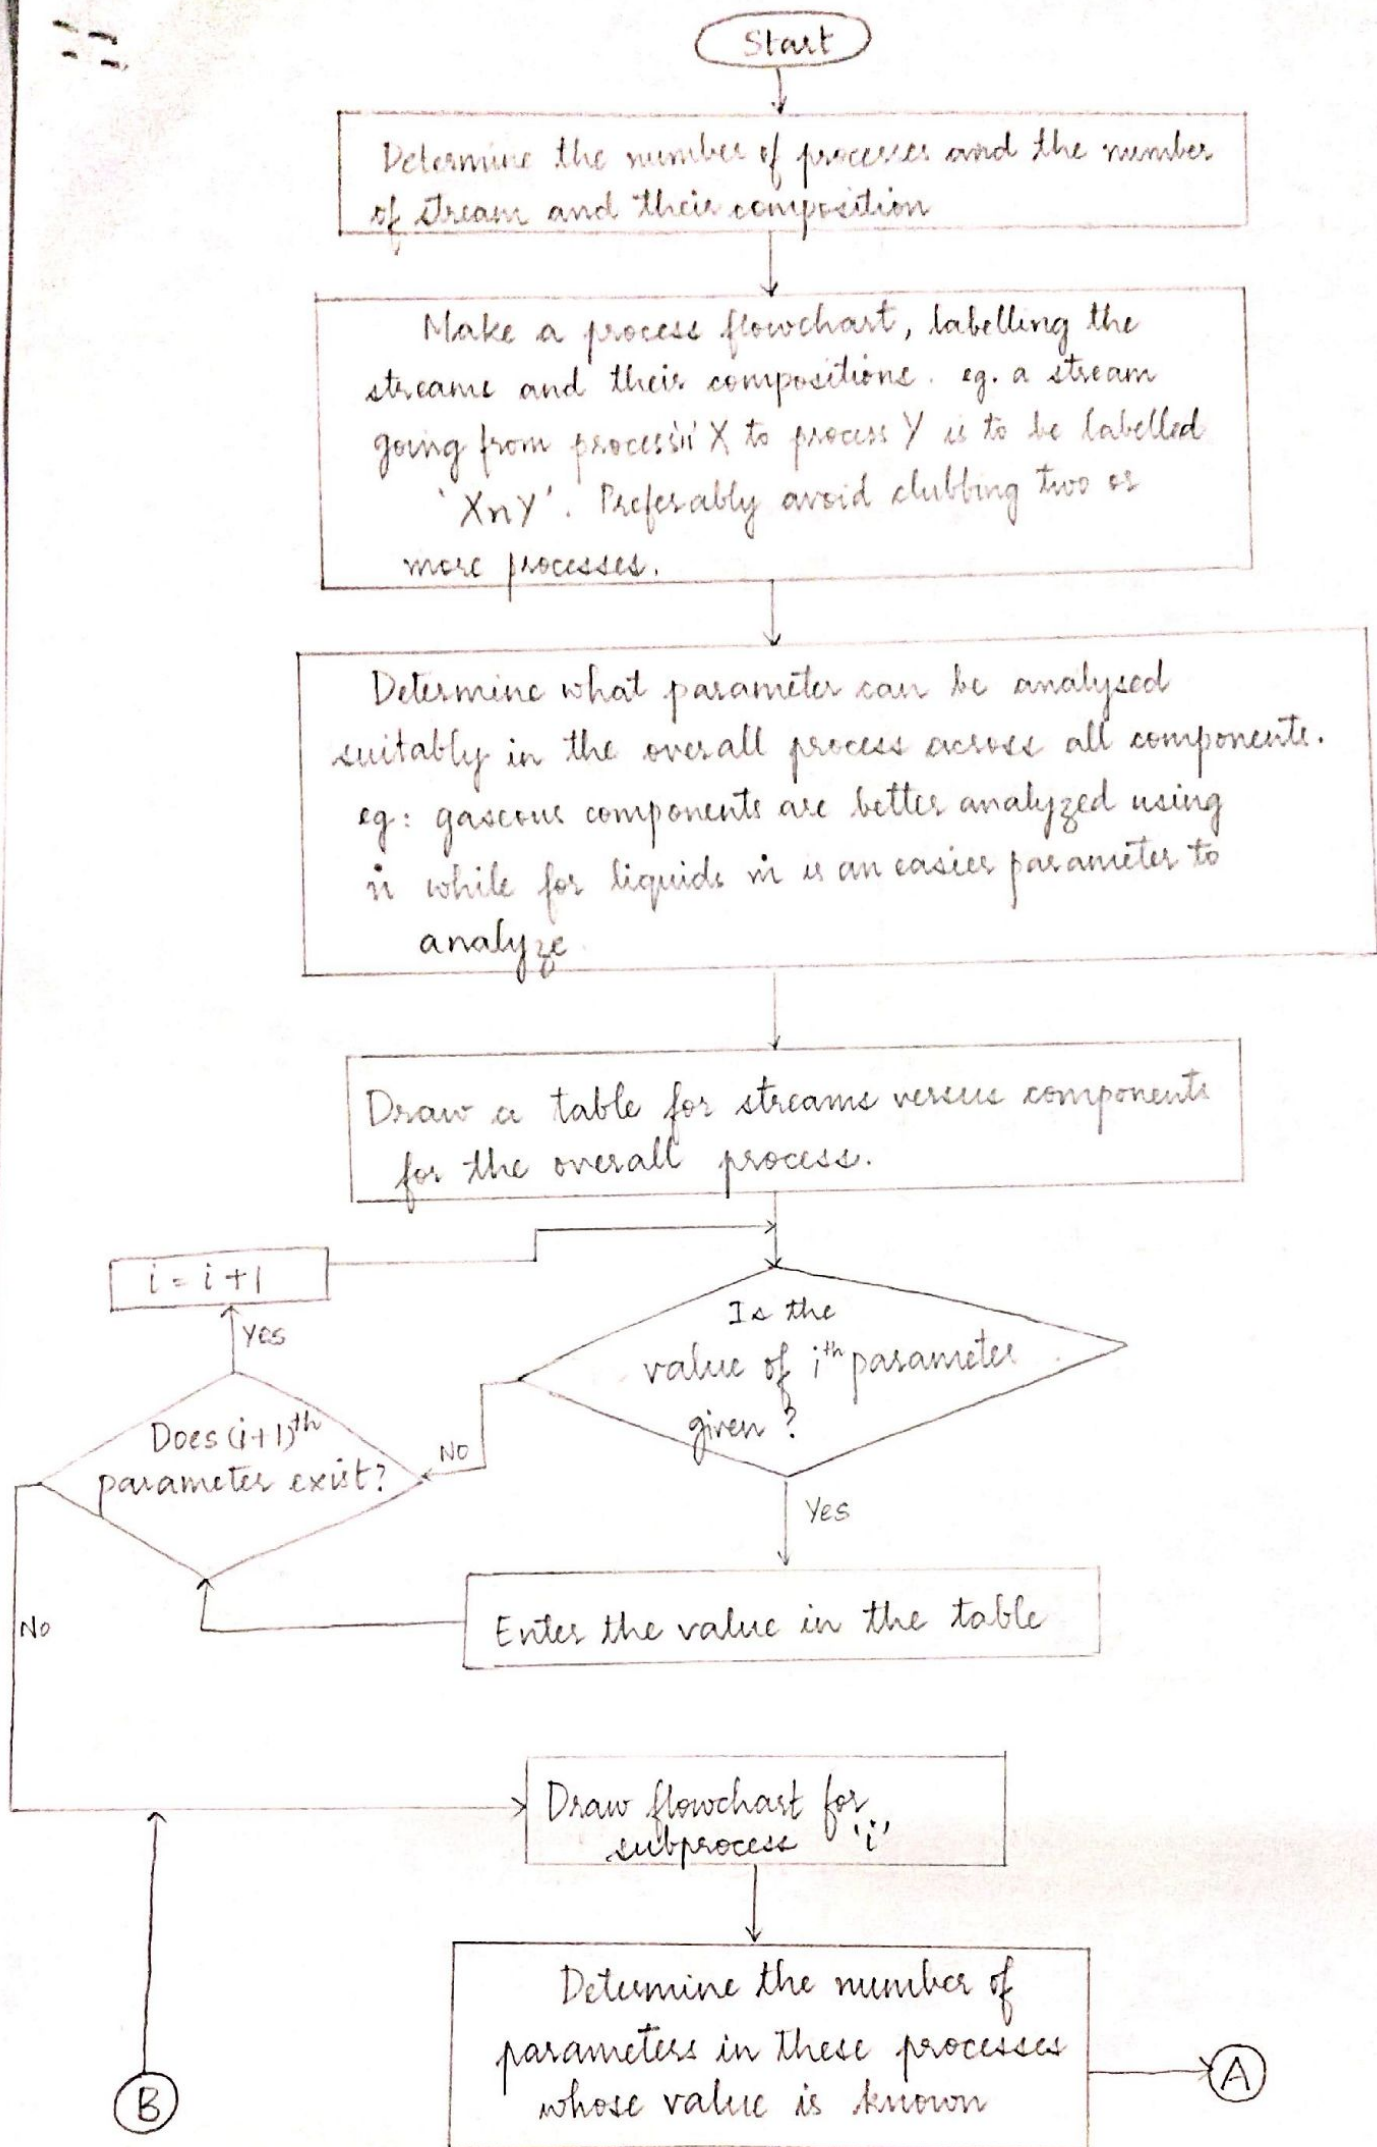 Start
Determine the number of processes and the number
of stream and their composition
Make a process flowchart, labelling the
streams and their compositions. eg. a stream
going from process X to process Y is to be labelled
'XnY'. Preferably avoid clubbing two or
more processes.
Determine what parameter can be analysed
suitably in the overall process across all components.
eg: gaseous components are better analyzed using
ṅ while for liquids ṁ is an easier parameter to
analyze.
Draw a table for streams versus components
for the overall process.
i = i + 1
Yes
Is the
value of iᵗʰ parameter
given?
Does (i+1)ᵗʰ
parameter exist?
NO
Yes
No
Enter the value in the table
Draw flowchart for
subprocess 'i'
Determine the number of
parameters in these processes
whose value is known
A
B